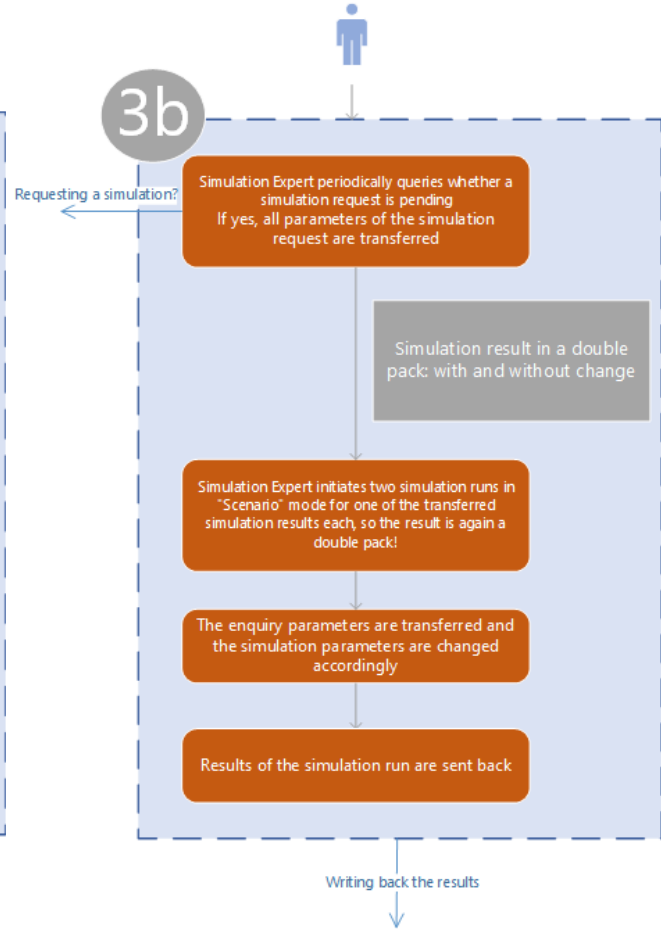 3b
Requesting a simulation?
Simulation Expert periodically queries whether a
simulation request is pending
If yes, all parameters of the simulation
request are transferred
Simulation result in a double
pack: with and without change
Simulation Expert initiates two simulation runs in
"Scenario" mode for one of the transferred
simulation results each, so the result is again a
double pack!
The enquiry parameters are transferred and
the simulation parameters are changed
accordingly
Results of the simulation run are sent back
Writing back the results